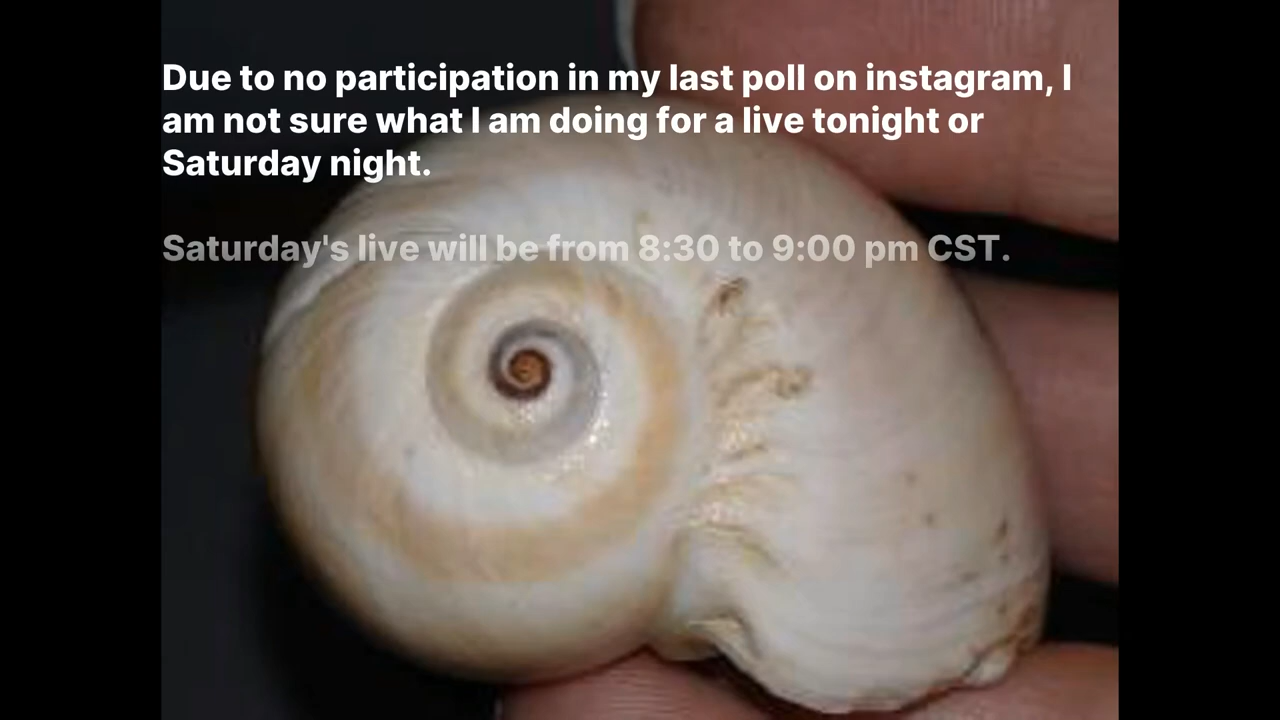 Due to no participation in my last poll on instagram, I
am not sure what I am doing for a live tonight or
Saturday night.
Saturday's live will be from 8:30 to 9:00 pm CST.